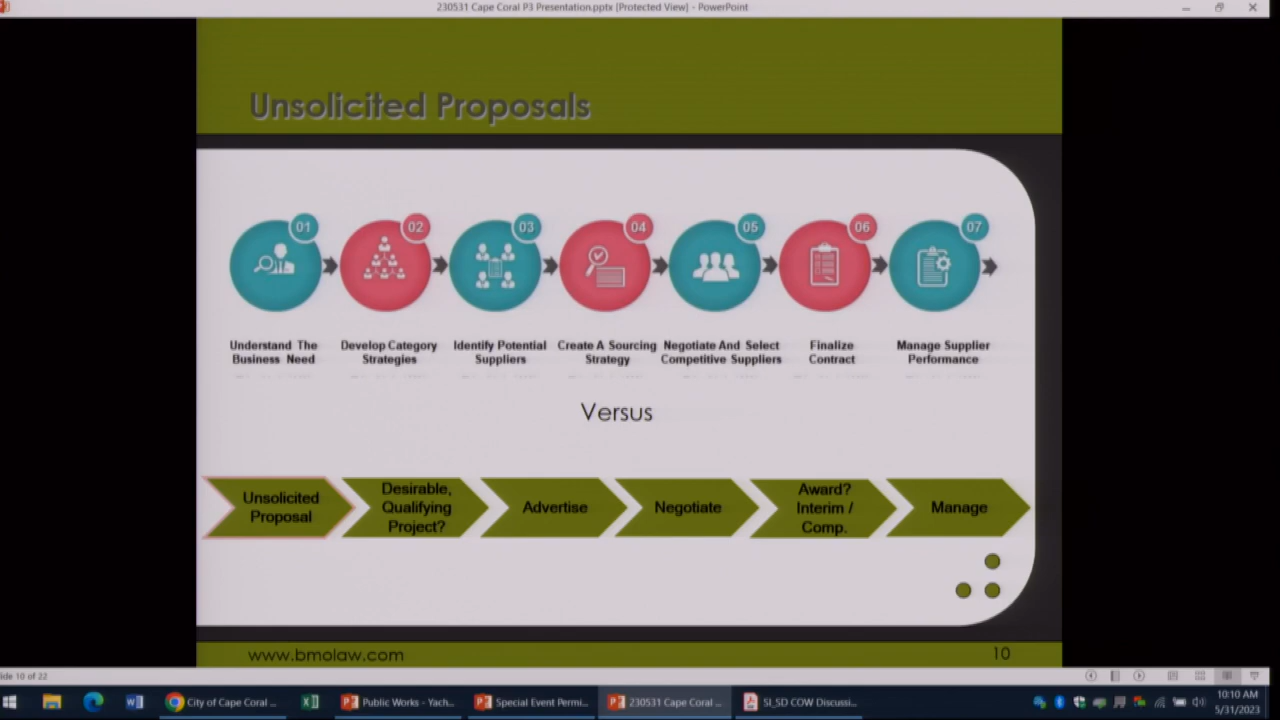 230531 Cape Coral P3 Presentation.pptx [Protected View] - PowerPoint
Unsolicited Proposals
01
02
03
04
05
06
07
Understand The
Business Need
Develop Category
Strategies
Identify Potential
Suppliers
Create A Sourcing
Strategy
Negotiate And Select
Competitive Suppliers
Finalize
Contract
Manage Supplier
Performance
Versus
Unsolicited
Proposal
Desirable,
Qualifying
Project?
Advertise
Negotiate
Award?
Interim /
Comp.
Manage
www.bmolaw.com
10
lide 10 of 22
City of Cape Coral ...
Public Works - Yach...
Special Event Permi...
230531 Cape Coral ...
SI_SD COW Discussi...
10:10 AM
5/31/2023